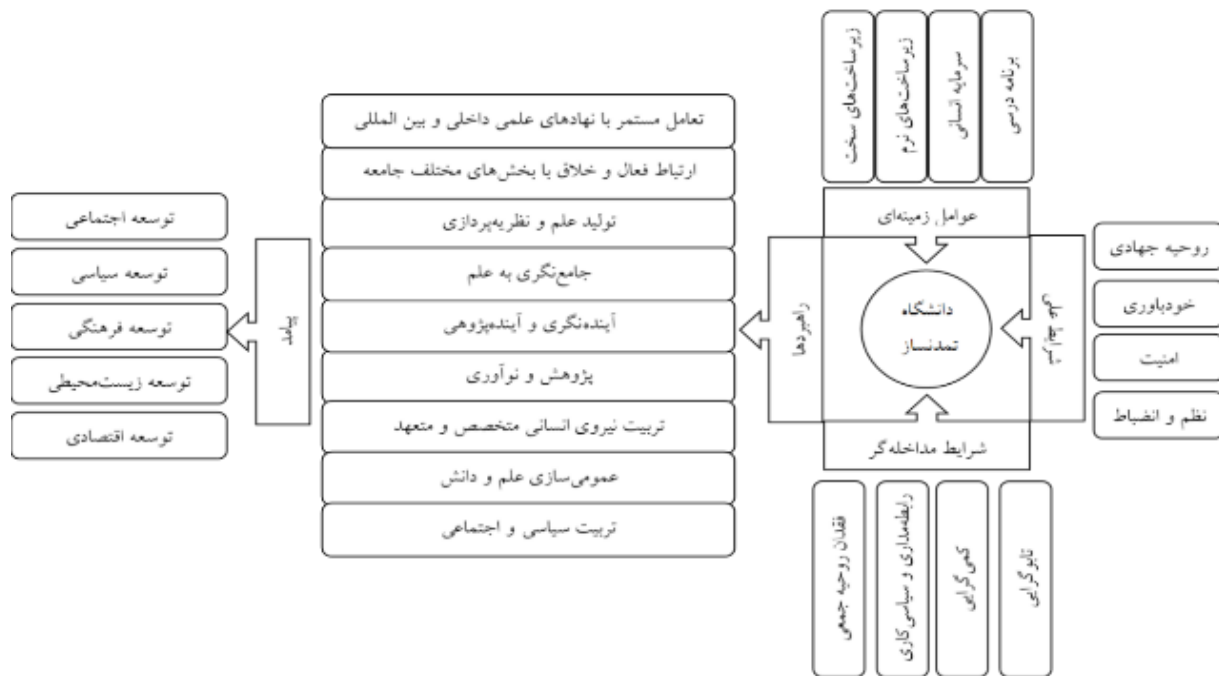 برنامه درسی
سرمایه انسانی
زیرساخت‌های نرم
زیرساخت‌های سخت
عوامل زمینه‌ای
روحیه جهادی
خودباوری
امنیت
نظم و انضباط
شرایط علی
دانشگاه
تمدنساز
شرایط مداخله‌گر
تابوگرایی
کمی‌گرایی
رابطه‌مداری و سیاسی‌کاری
فقدان روحیه جمعی
راهبردها
تعامل مستمر با نهادهای علمی داخلی و بین المللی
ارتباط فعال و خلاق با بخش‌های مختلف جامعه
تولید علم و نظریه‌پردازی
جامع‌نگری به علم
آینده‌نگری و آینده‌پژوهی
پژوهش و نوآوری
تربیت نیروی انسانی متخصص و متعهد
عمومی‌سازی علم و دانش
تربیت سیاسی و اجتماعی
پیامد
توسعه اجتماعی
توسعه سیاسی
توسعه فرهنگی
توسعه زیست‌محیطی
توسعه اقتصادی